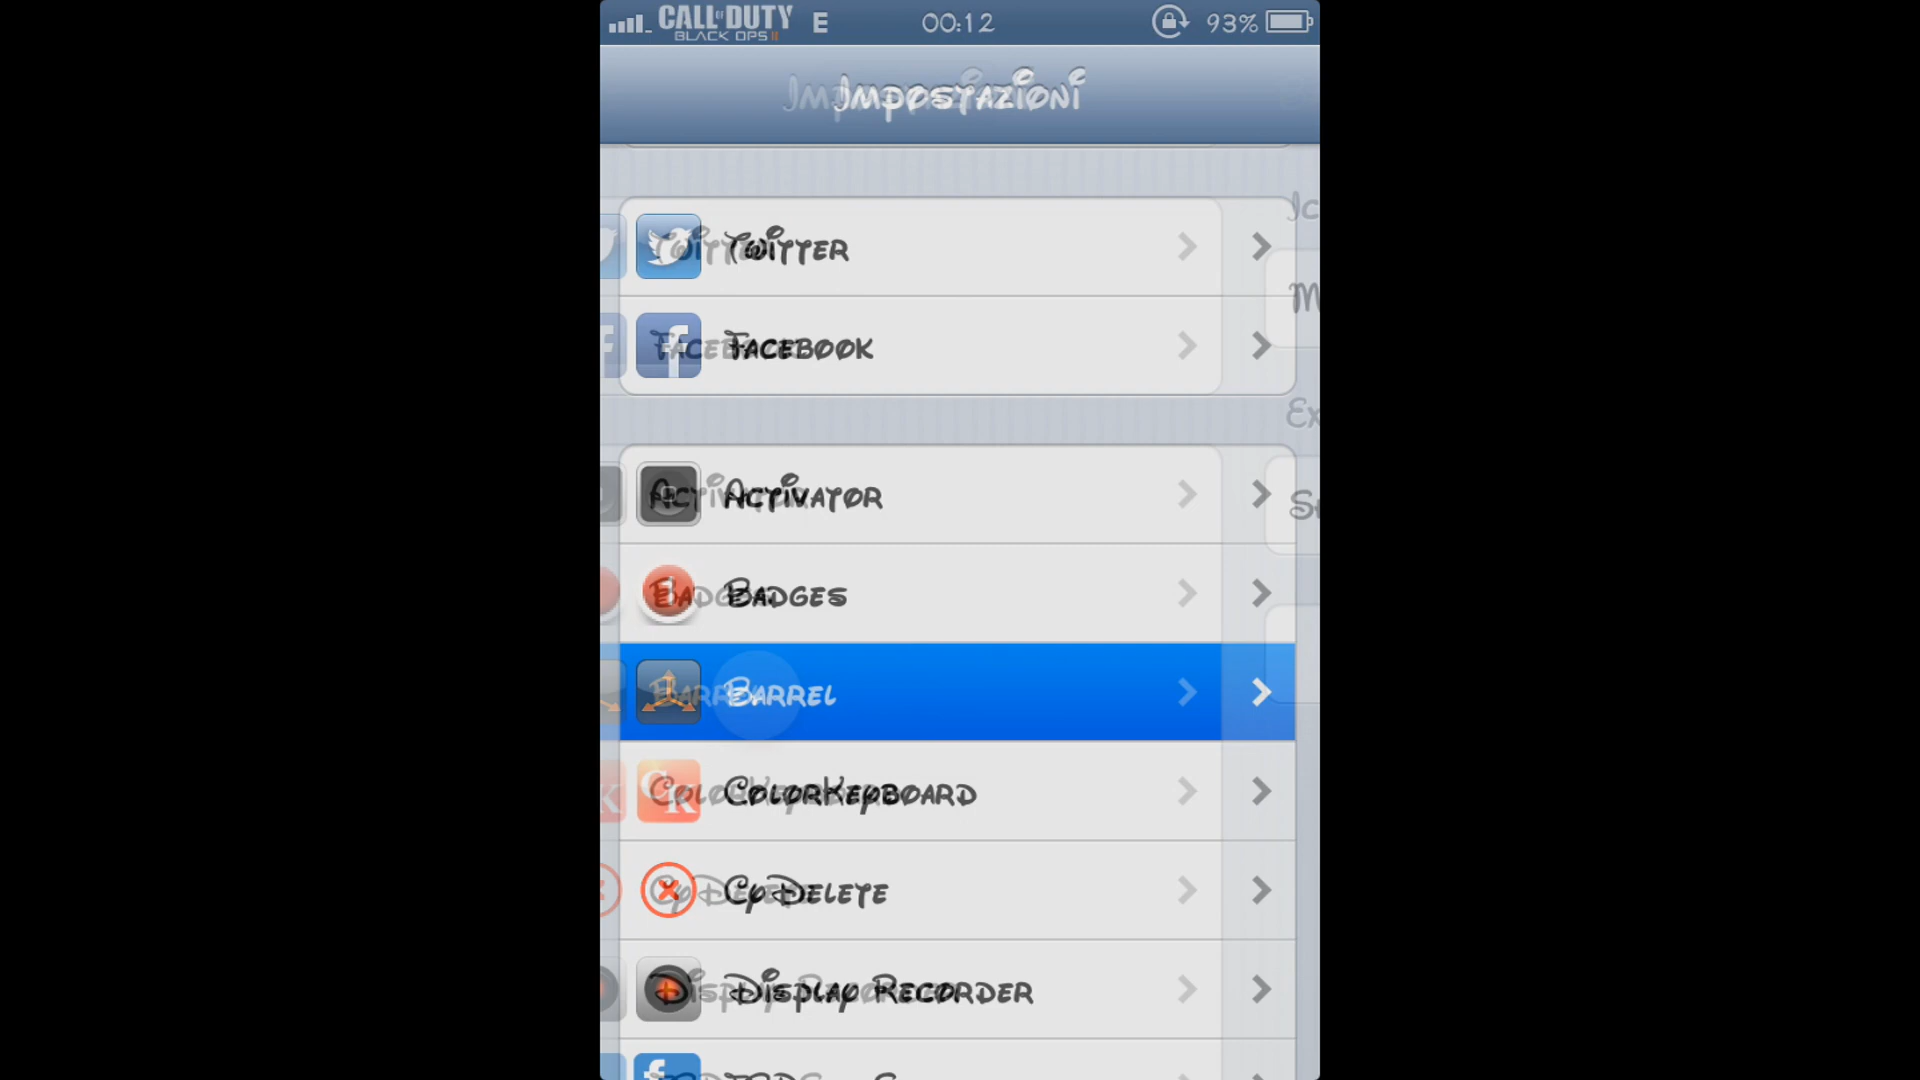 CALL OF DUTY E 00:12 93%
BLACK OPS II
Impostazioni
Twitter
Facebook
Activator
Badges
Barrel
ColorKeyboard
CyDelete
Display Recorder